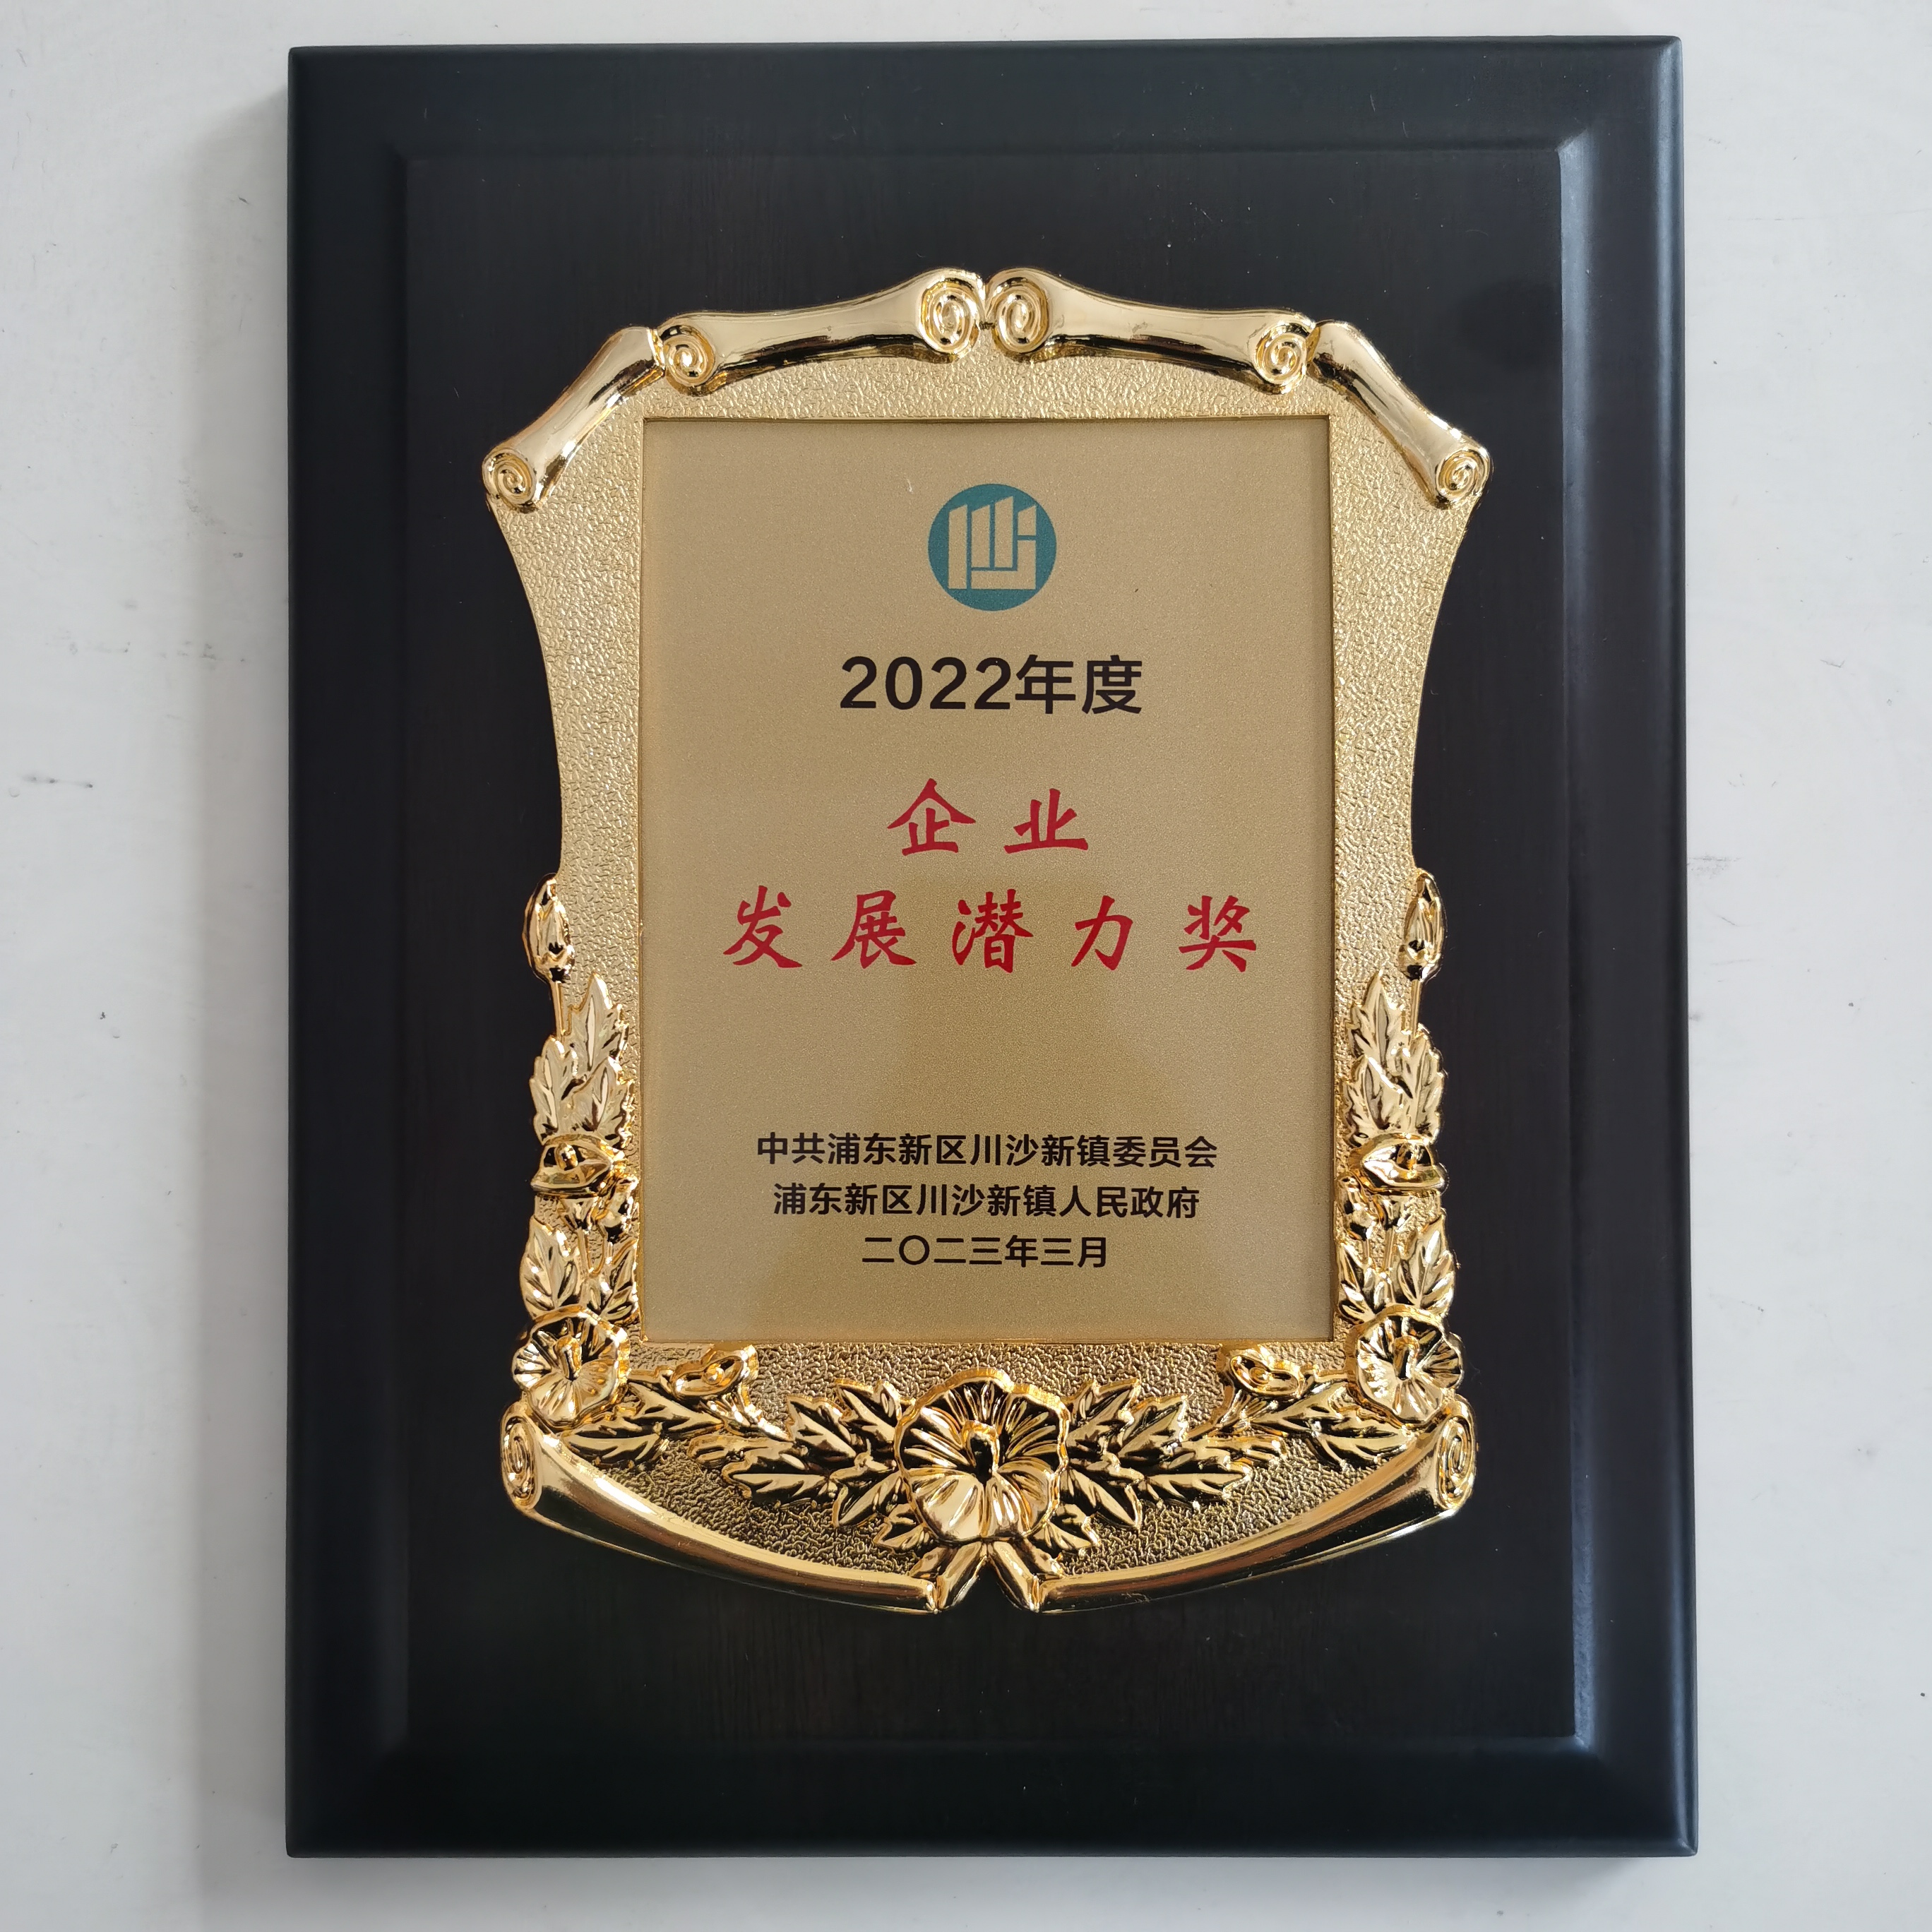 2022年度
企业
发展潜力奖
中共浦东新区川沙新镇委员会
浦东新区川沙新镇人民政府
二〇二三年三月